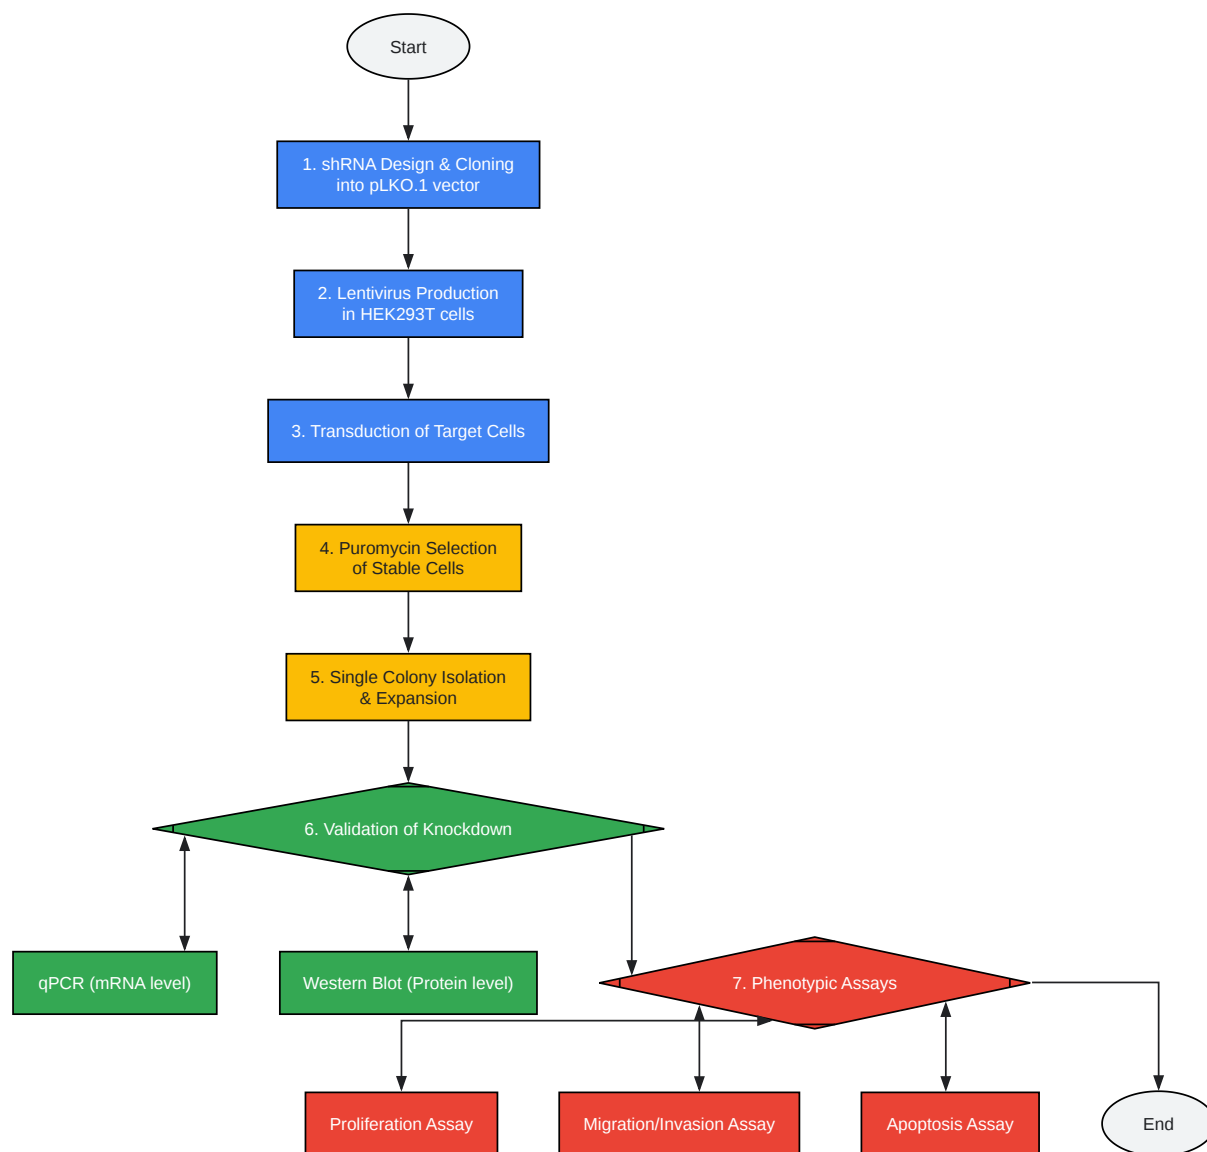 Start
1. shRNA Design & Cloning
into pLKO.1 vector
2. Lentivirus Production
in HEK293T cells
3. Transduction of Target Cells
4. Puromycin Selection
of Stable Cells
5. Single Colony Isolation
& Expansion
6. Validation of Knockdown
qPCR (mRNA level)
Western Blot (Protein level)
7. Phenotypic Assays
Proliferation Assay
Migration/Invasion Assay
Apoptosis Assay
End